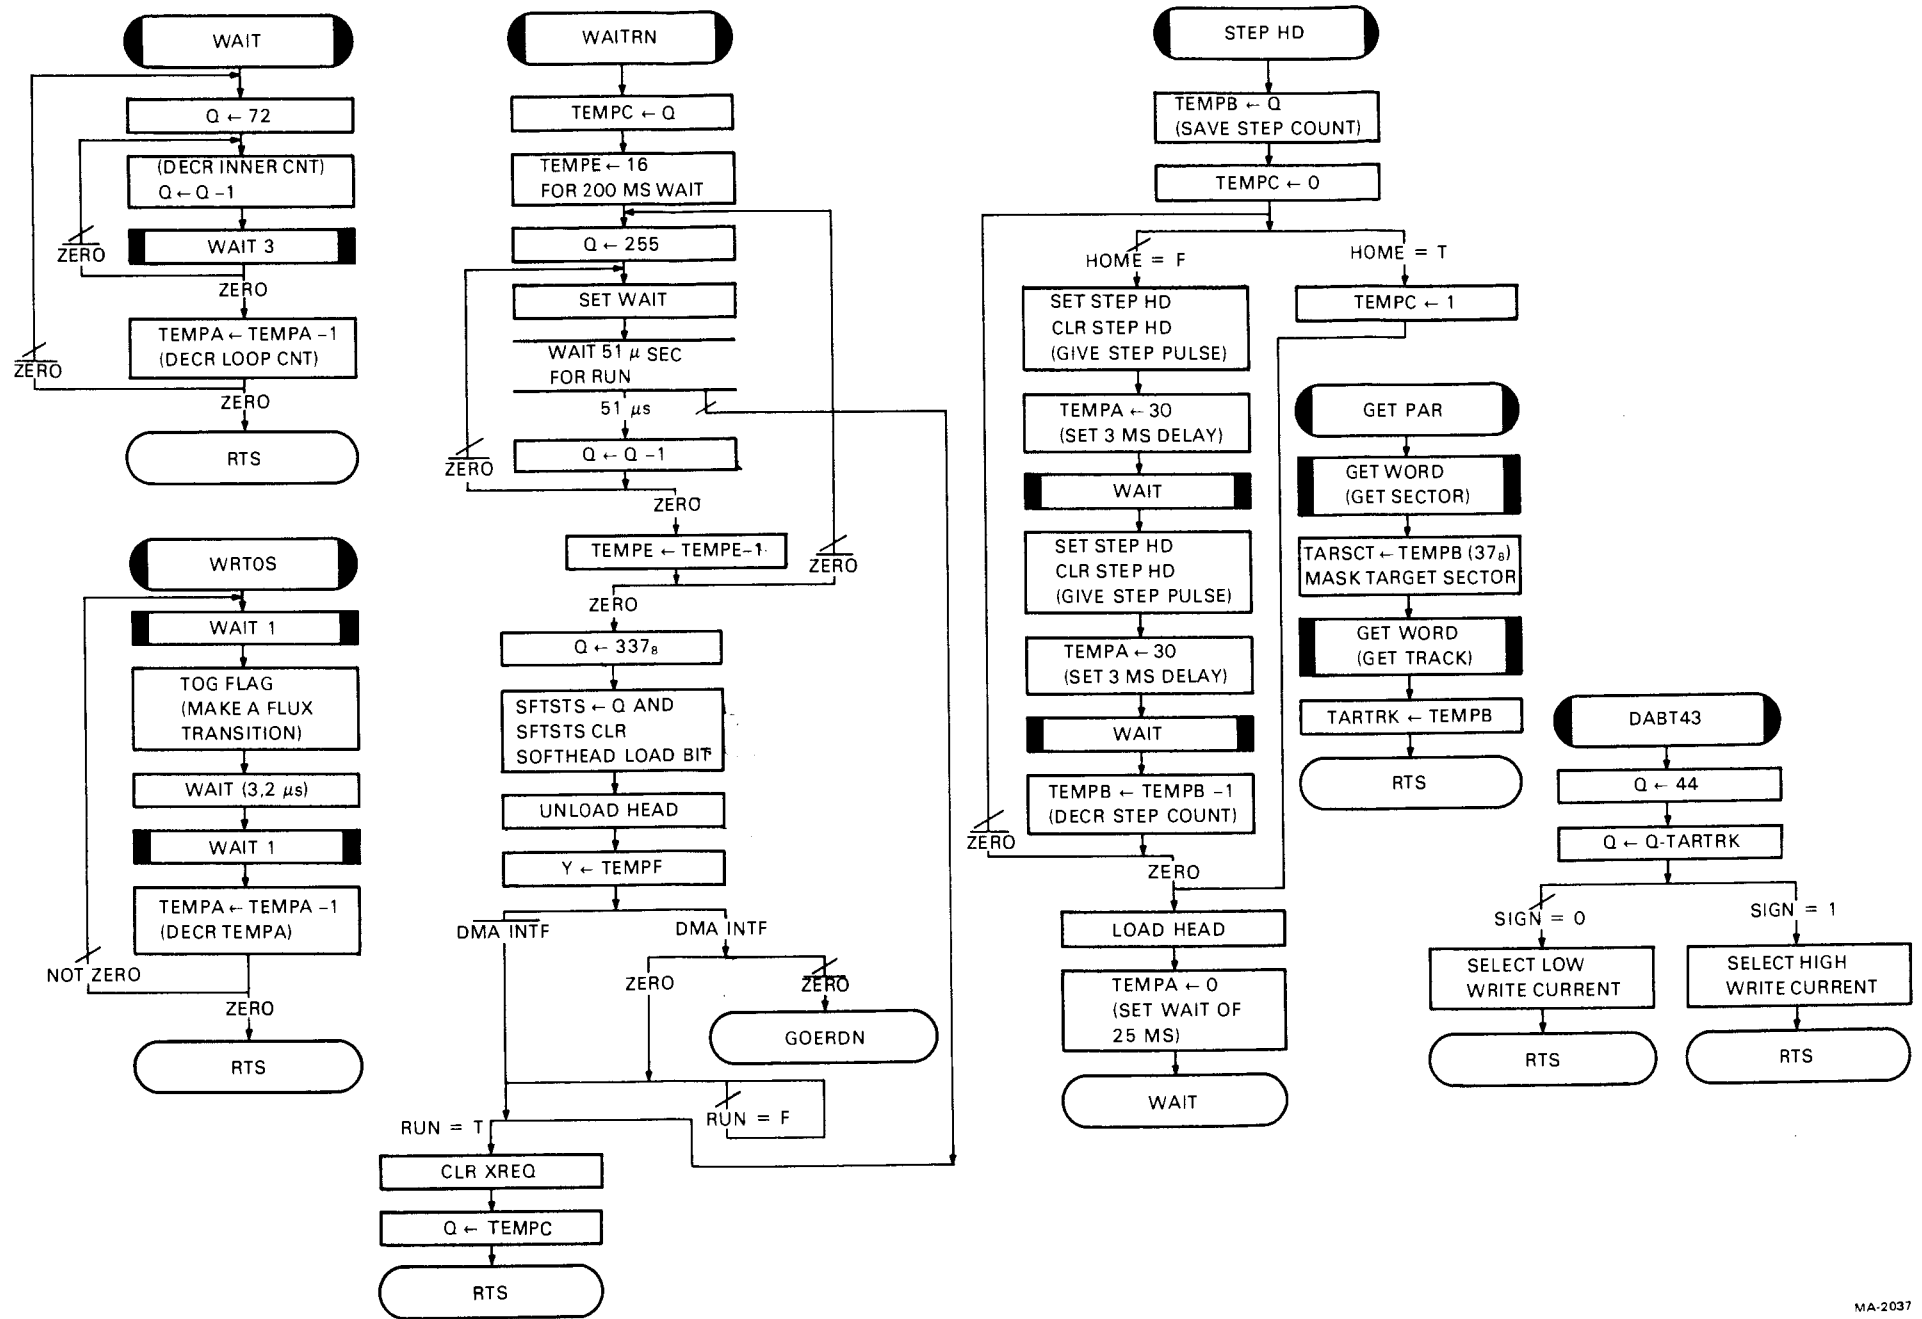 WAIT
Q ← 72
(DECR INNER CNT)
Q ← Q -1
WAIT 3
ZERO
ZERO
TEMPA ← TEMPA -1
(DECR LOOP CNT)
ZERO
ZERO
RTS
WRT0S
WAIT 1
TOG FLAG
(MAKE A FLUX
TRANSITION)
WAIT (3.2 μs)
WAIT 1
TEMPA ← TEMPA -1
(DECR TEMPA)
NOT ZERO
ZERO
RTS
WAITRN
TEMPC ← Q
TEMPE ← 16
FOR 200 MS WAIT
Q ← 255
SET WAIT
WAIT 51 μ SEC
FOR RUN
51 μs
Q ← Q -1
ZERO
ZERO
TEMPE ← TEMPE-1
ZERO
ZERO
Q ← 337₈
SFTSTS ← Q AND
SFTSTS CLR
SOFTHEAD LOAD BIT
UNLOAD HEAD
Y ← TEMPF
DMA INTF
DMA INTF
ZERO
ZERO
GOERDN
RUN = T
RUN = F
CLR XREQ
Q ← TEMPC
RTS
STEP HD
TEMPB ← Q
(SAVE STEP COUNT)
TEMPC ← 0
HOME = F
HOME = T
SET STEP HD
CLR STEP HD
(GIVE STEP PULSE)
TEMPC ← 1
TEMPA ← 30
(SET 3 MS DELAY)
WAIT
SET STEP HD
CLR STEP HD
(GIVE STEP PULSE)
TEMPA ← 30
(SET 3 MS DELAY)
WAIT
TEMPB ← TEMPB -1
(DECR STEP COUNT)
ZERO
ZERO
LOAD HEAD
TEMPA ← 0
(SET WAIT OF
25 MS)
WAIT
GET PAR
GET WORD
(GET SECTOR)
TARSCT ← TEMPB (37₈)
MASK TARGET SECTOR
GET WORD
(GET TRACK)
TARTRK ← TEMPB
RTS
DABT43
Q ← 44
Q ← Q-TARTRK
SIGN = 0
SIGN = 1
SELECT LOW
WRITE CURRENT
SELECT HIGH
WRITE CURRENT
RTS
RTS
MA-2037